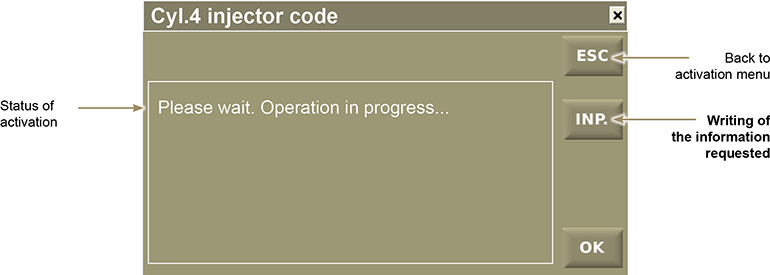 Cyl.4 injector code
ESC
Back to
activation menu
Status of
activation
Please wait. Operation in progress...
INP.
Writing of
the information
requested
OK